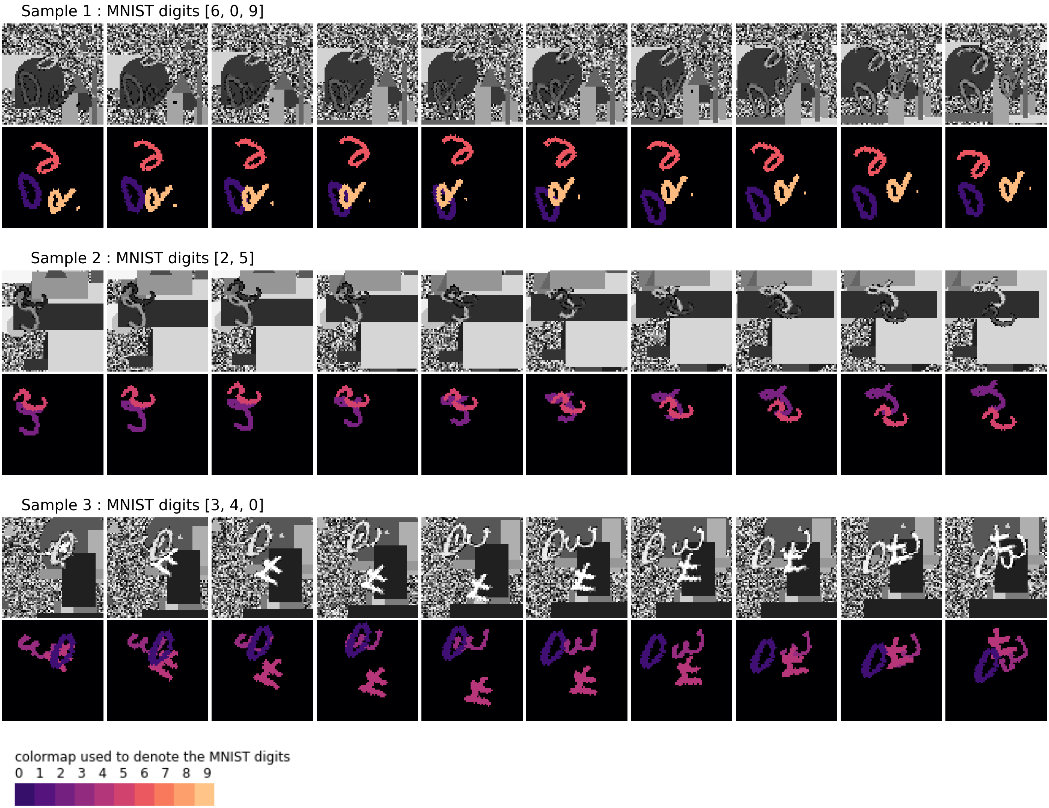 Sample 1 : MNIST digits [6, 0, 9]
Sample 2 : MNIST digits [2, 5]
Sample 3 : MNIST digits [3, 4, 0]
colormap used to denote the MNIST digits
0 1 2 3 4 5 6 7 8 9